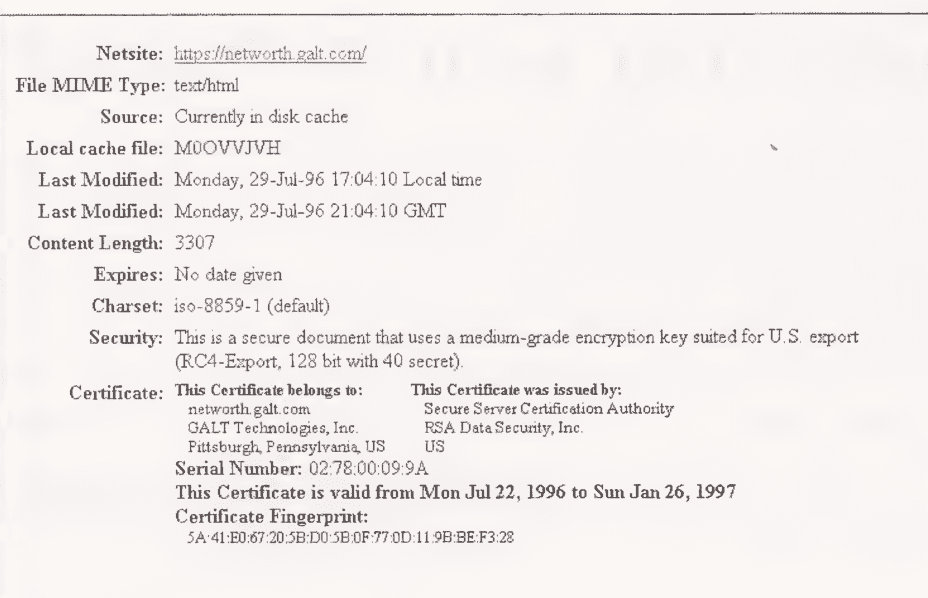 Netsite: https://networth.galt.com/
File MIME Type: text/html
Source: Currently in disk cache
Local cache file: M0OVVJVH
Last Modified: Monday, 29-Jul-96 17:04:10 Local time
Last Modified: Monday, 29-Jul-96 21:04:10 GMT
Content Length: 3307
Expires: No date given
Charset: iso-8859-1 (default)
Security: This is a secure document that uses a medium-grade encryption key suited for U.S. export
(RC4-Export, 128 bit with 40 secret).
Certificate: This Certificate belongs to: This Certificate was issued by:
networth.galt.com Secure Server Certification Authority
GALT Technologies, Inc. RSA Data Security, Inc.
Pittsburgh, Pennsylvania, US US
Serial Number: 02:78:00:09:9A
This Certificate is valid from Mon Jul 22, 1996 to Sun Jan 26, 1997
Certificate Fingerprint:
5A:41:E0:67:20:5B:D0:5B:0F:77:0D:11:9B:BE:F3:28